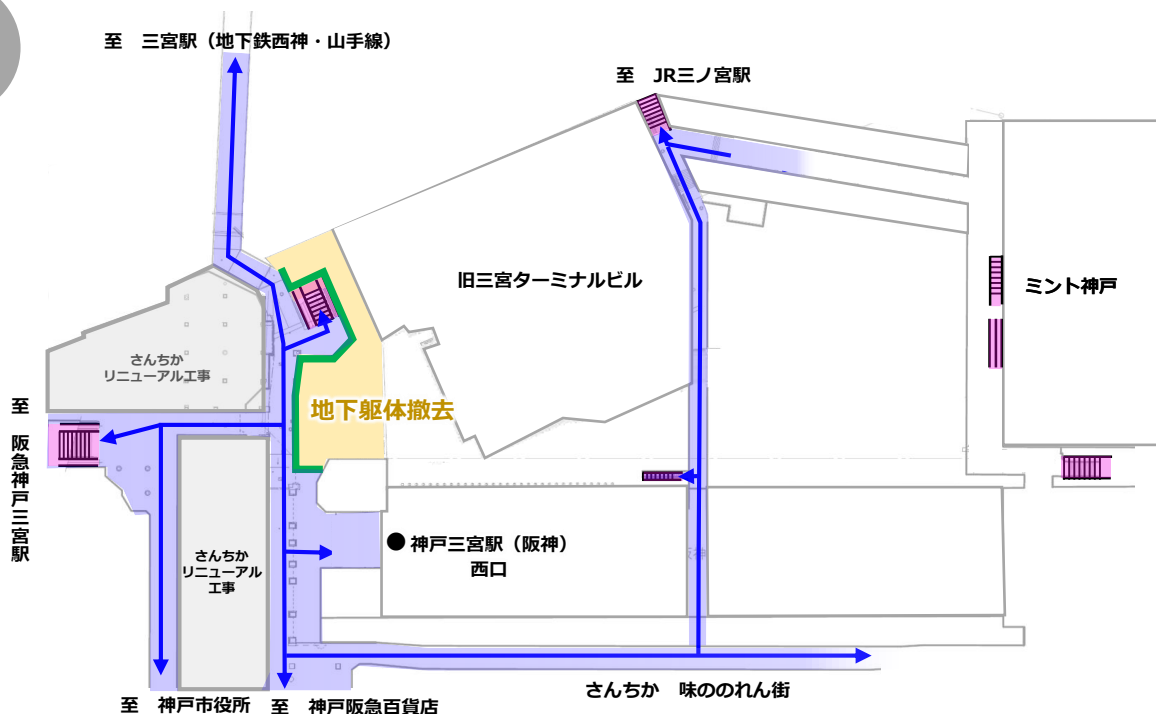 至　三宮駅（地下鉄西神・山手線）
至　JR三ノ宮駅
旧三宮ターミナルビル
ミント神戸
さんちか
リニューアル工事
地下躯体撤去
至　阪急神戸三宮駅
さんちか
リニューアル
工事
神戸三宮駅（阪神）
西口
さんちか　味ののれん街
至　神戸市役所
至　神戸阪急百貨店